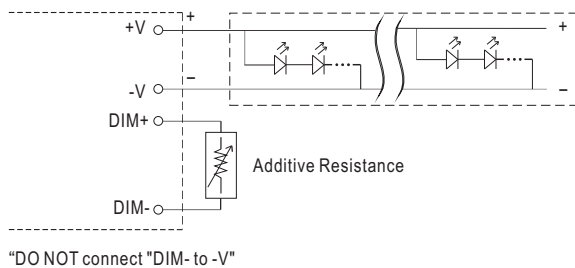 +V
+
+
-V
–
–
DIM+
Additive Resistance
DIM-
“DO NOT connect "DIM- to -V"